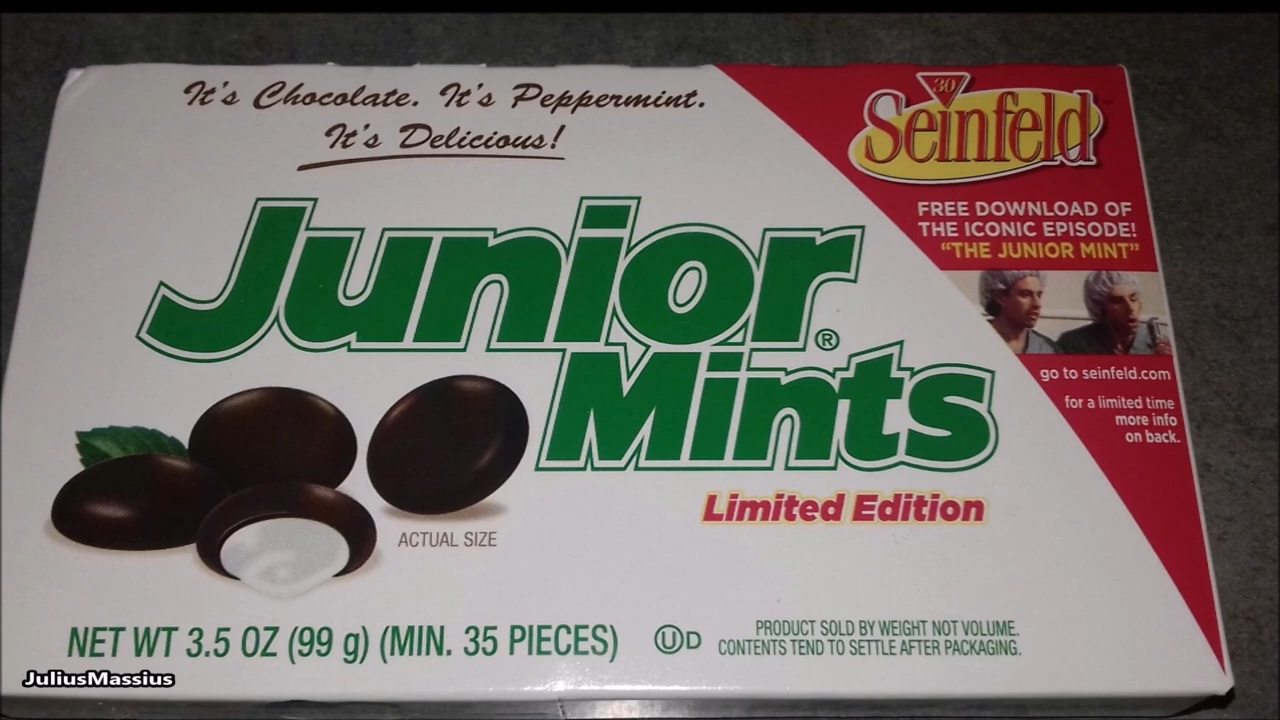 It's Chocolate. It's Peppermint.
It's Delicious!
30
Seinfeld
FREE DOWNLOAD OF
THE ICONIC EPISODE!
"THE JUNIOR MINT"
go to seinfeld.com
for a limited time
more info
on back.
Junior
Mints®
Limited Edition
ACTUAL SIZE
NET WT 3.5 OZ (99 g) (MIN. 35 PIECES)
U D
PRODUCT SOLD BY WEIGHT NOT VOLUME.
CONTENTS TEND TO SETTLE AFTER PACKAGING.
JuliusMassius